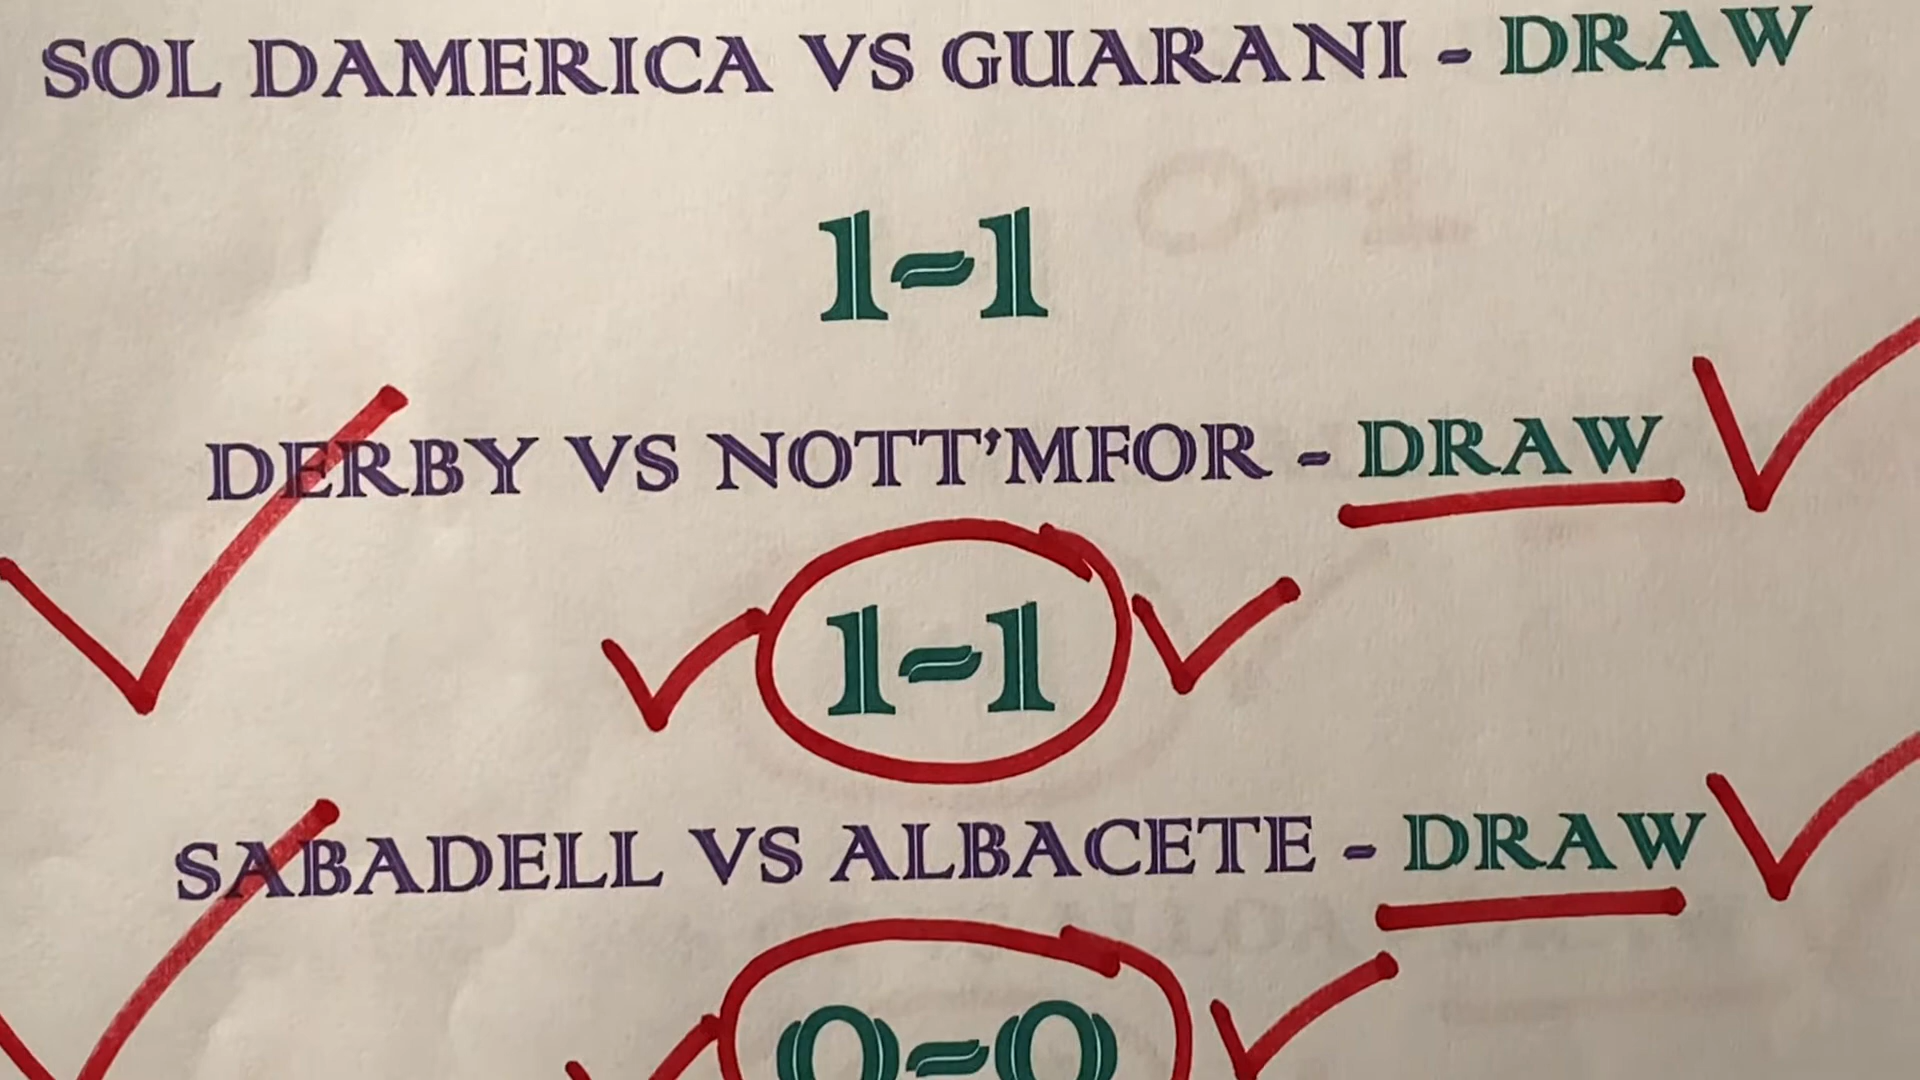 SOL DAMERICA VS GUARANI - DRAW
1-1
DERBY VS NOTT'MFOR - DRAW
1-1
SABADELL VS ALBACETE - DRAW
0-0